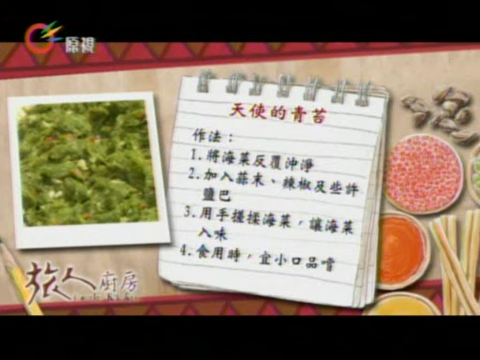 原視
天使的青苔
作法：
1.將海菜反覆沖淨
2.加入蒜末、辣椒及些許
鹽巴
3.用手搓揉海菜，讓海菜
入味
4.食用時，宜小口品嚐
旅人廚房